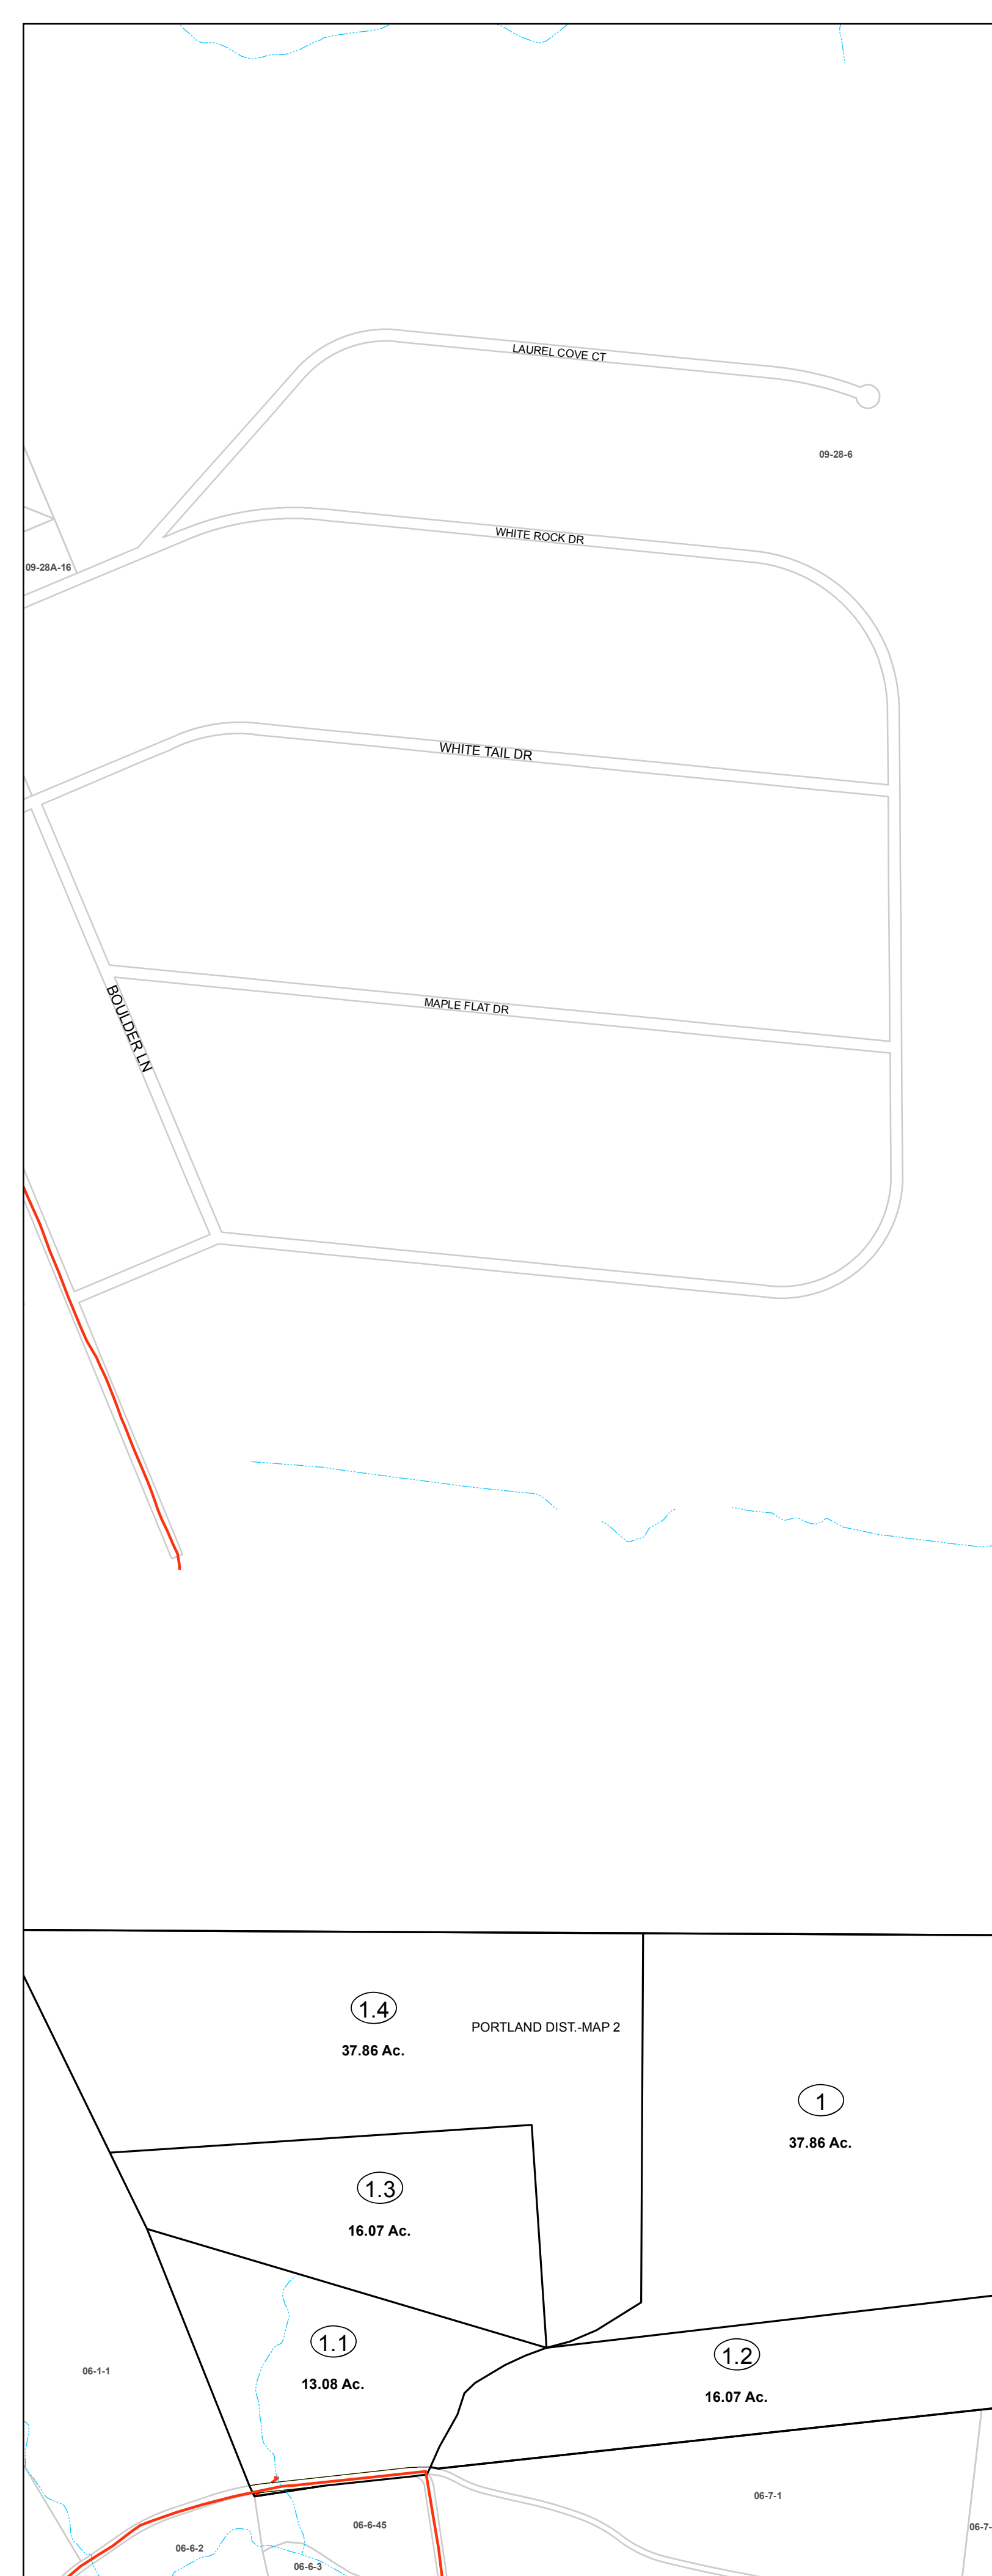 LAUREL COVE CT
09-28-6
WHITE ROCK DR
09-28A-16
WHITE TAIL DR
MAPLE FLAT DR
BOULDER LN
1.4
PORTLAND DIST.-MAP 2
37.86 Ac.
1
37.86 Ac.
1.3
16.07 Ac.
1.1
1.2
06-1-1
13.08 Ac.
16.07 Ac.
06-7-1
06-6-45
06-7-
06-6-2
06-6-3